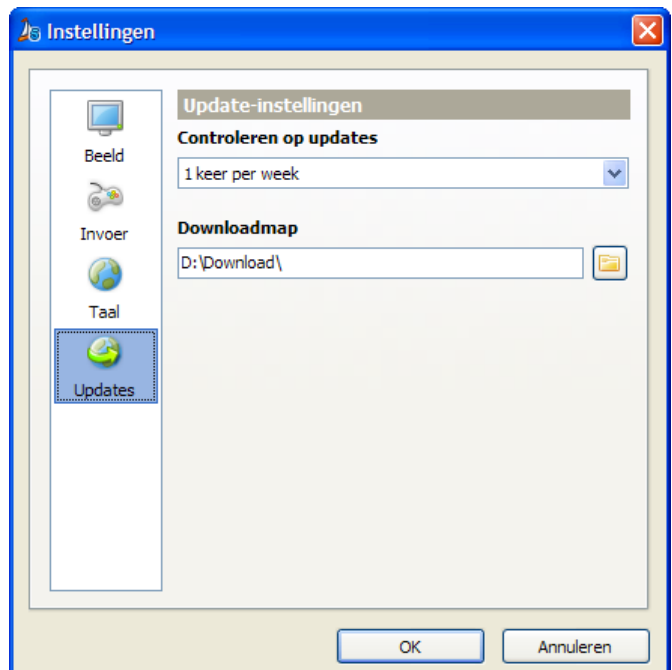 Instellingen
Beeld
Invoer
Taal
Updates
Update-instellingen
Controleren op updates
1 keer per week
Downloadmap
D:\Download\
OK
Annuleren